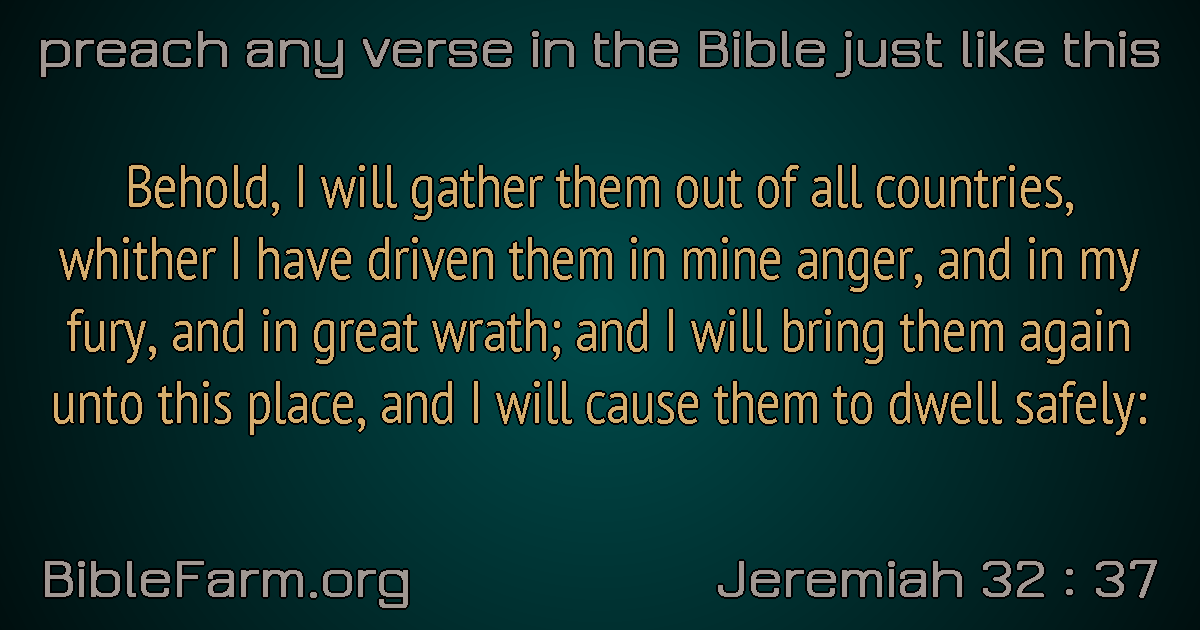 preach any verse in the Bible just like this
Behold, I will gather them out of all countries,
whither I have driven them in mine anger, and in my
fury, and in great wrath; and I will bring them again
unto this place, and I will cause them to dwell safely:
BibleFarm.org
Jeremiah 32 : 37